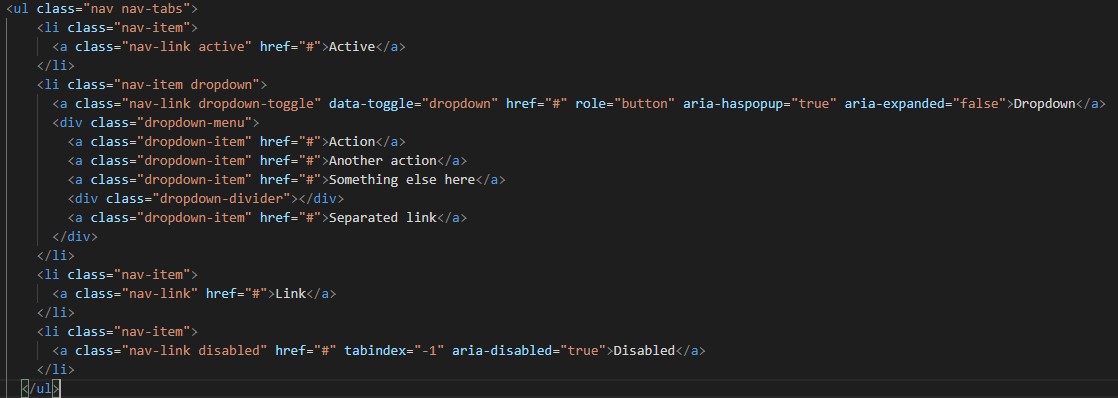 <ul class="nav nav-tabs">
<li class="nav-item">
<a class="nav-link active" href="#">Active</a>
</li>
<li class="nav-item dropdown">
<a class="nav-link dropdown-toggle" data-toggle="dropdown" href="#" role="button" aria-haspopup="true" aria-expanded="false">Dropdown</a>
<div class="dropdown-menu">
<a class="dropdown-item" href="#">Action</a>
<a class="dropdown-item" href="#">Another action</a>
<a class="dropdown-item" href="#">Something else here</a>
<div class="dropdown-divider"></div>
<a class="dropdown-item" href="#">Separated link</a>
</div>
</li>
<li class="nav-item">
<a class="nav-link" href="#">Link</a>
</li>
<li class="nav-item">
<a class="nav-link disabled" href="#" tabindex="-1" aria-disabled="true">Disabled</a>
</li>
</ul>